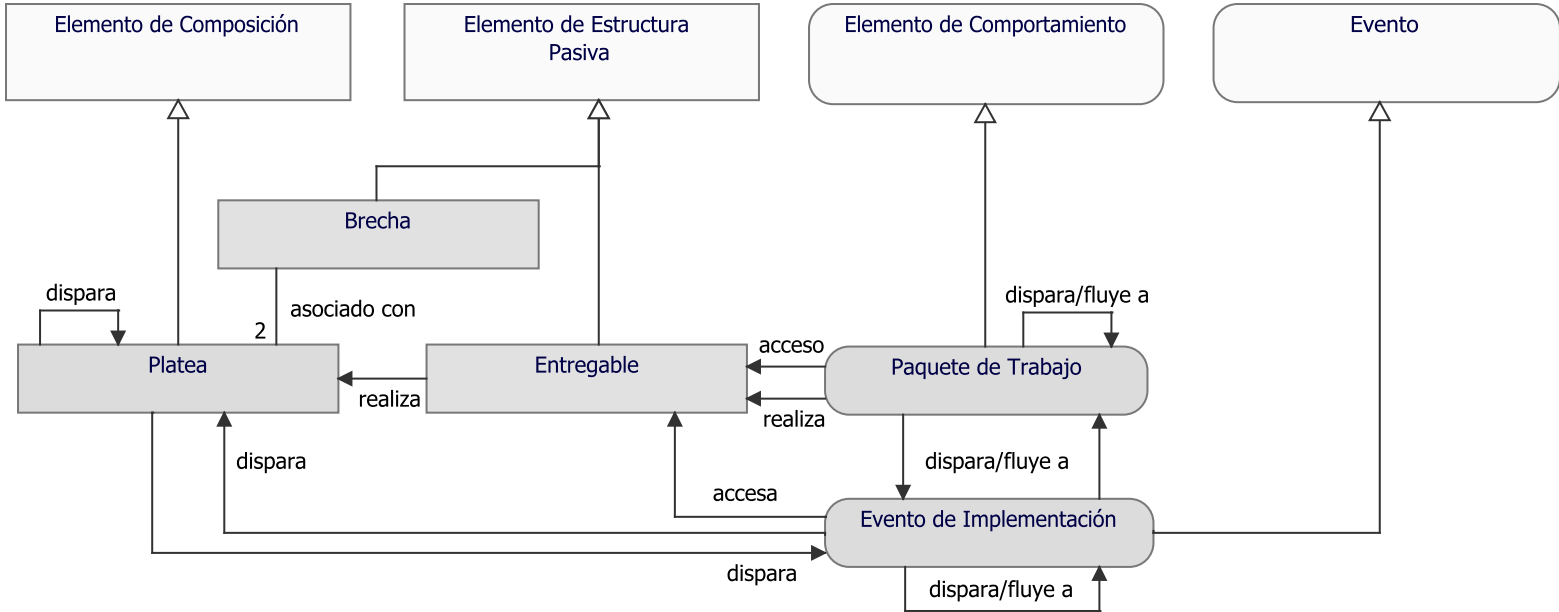 Elemento de Composición
Elemento de Estructura
Pasiva
Elemento de Comportamiento
Evento
Brecha
dispara
asociado con
2
Platea
Entregable
acceso
dispara/fluye a
Paquete de Trabajo
realiza
realiza
dispara
dispara/fluye a
accesa
Evento de Implementación
dispara
dispara/fluye a